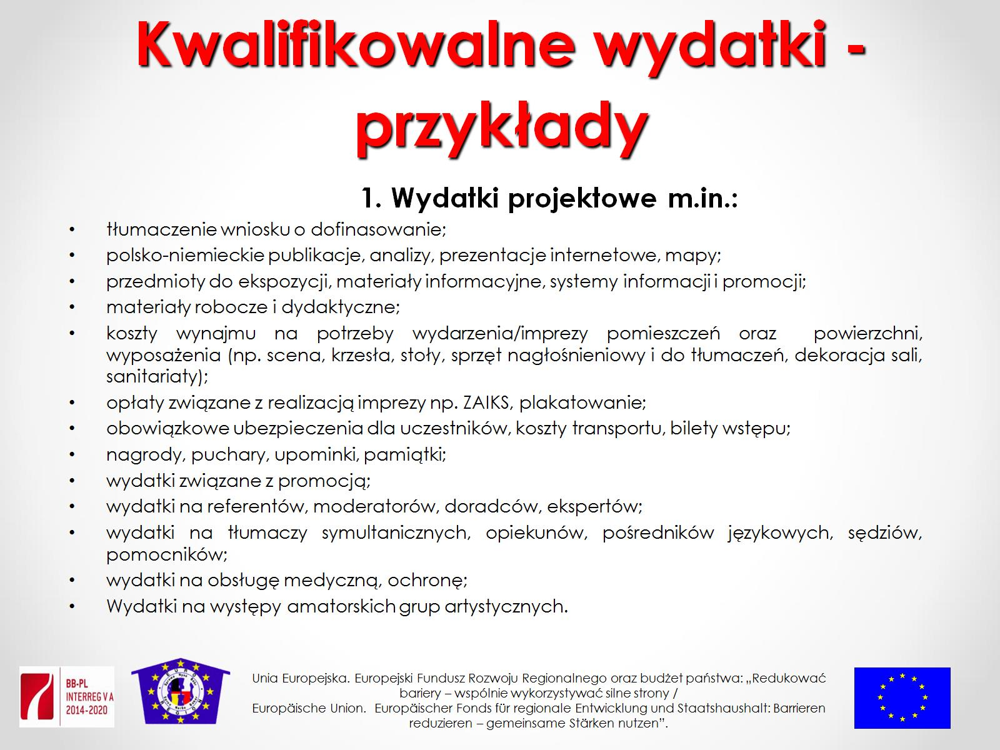 Kwalifikowalne wydatki -
przykłady
1. Wydatki projektowe m.in.:
• tłumaczenie wniosku o dofinasowanie;
• polsko-niemieckie publikacje, analizy, prezentacje internetowe, mapy;
• przedmioty do ekspozycji, materiały informacyjne, systemy informacji i promocji;
• materiały robocze i dydaktyczne;
• koszty wynajmu na potrzeby wydarzenia/imprezy pomieszczeń oraz powierzchni,
wyposażenia (np. scena, krzesła, stoły, sprzęt nagłośnieniowy i do tłumaczeń, dekoracja sali,
sanitariaty);
• opłaty związane z realizacją imprezy np. ZAIKS, plakatowanie;
• obowiązkowe ubezpieczenia dla uczestników, koszty transportu, bilety wstępu;
• nagrody, puchary, upominki, pamiątki;
• wydatki związane z promocją;
• wydatki na referentów, moderatorów, doradców, ekspertów;
• wydatki na tłumaczy symultanicznych, opiekunów, pośredników językowych, sędziów,
pomocników;
• wydatki na obsługę medyczną, ochronę;
• Wydatki na występy amatorskich grup artystycznych.
BB-PL
INTERREG V A
2014-2020
EURO
REGION
Unia Europejska. Europejski Fundusz Rozwoju Regionalnego oraz budżet państwa: „Redukować
bariery – wspólnie wykorzystywać silne strony /
Europäische Union. Europäischer Fonds für regionale Entwicklung und Staatshaushalt: Barrieren
reduzieren – gemeinsame Stärken nutzen”.